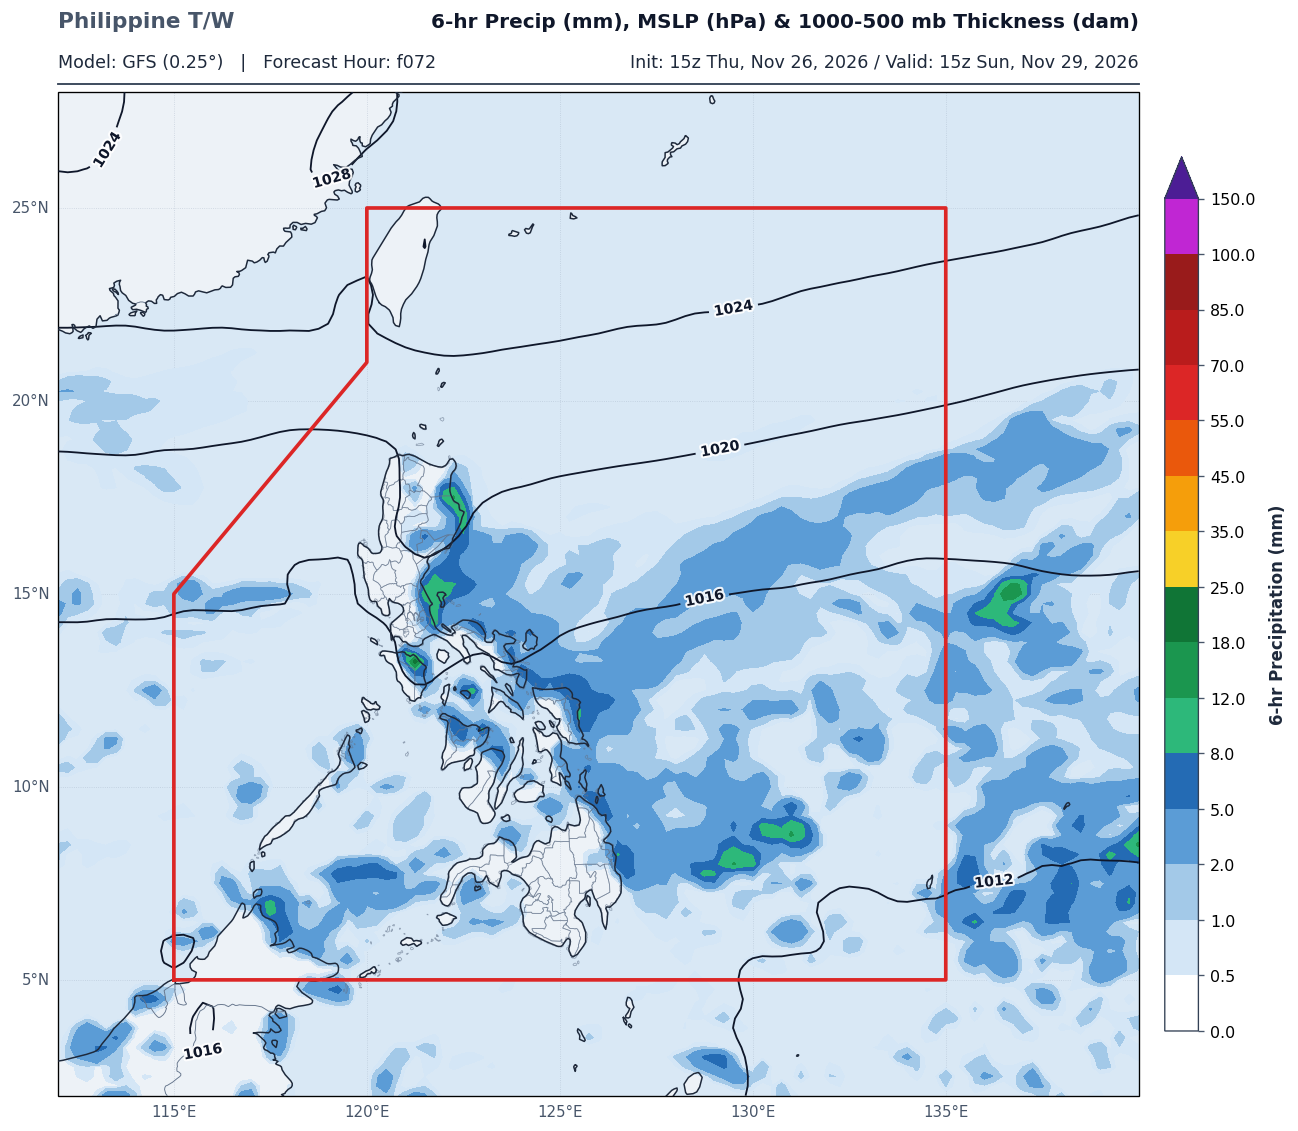 Philippine T/W
6-hr Precip (mm), MSLP (hPa) & 1000-500 mb Thickness (dam)
Model: GFS (0.25°) | Forecast Hour: f072
Init: 15z Thu, Nov 26, 2026 / Valid: 15z Sun, Nov 29, 2026
1024
1028
25°N
1024
20°N
1020
15°N
1016
10°N
1012
5°N
1016
115°E
120°E
125°E
130°E
135°E
150.0
100.0
85.0
70.0
55.0
45.0
35.0
25.0
18.0
12.0
8.0
5.0
2.0
1.0
0.5
0.0
6-hr Precipitation (mm)